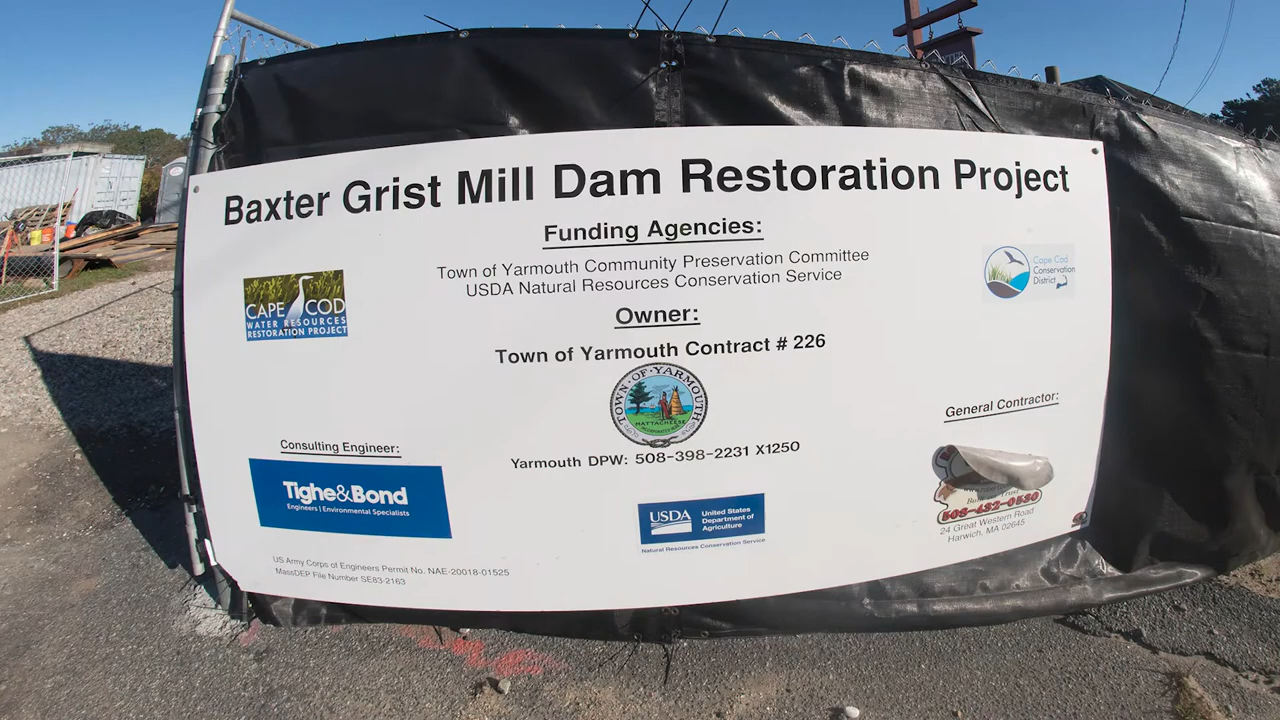 Baxter Grist Mill Dam Restoration Project
Funding Agencies:
Town of Yarmouth Community Preservation Committee
USDA Natural Resources Conservation Service
CAPE COD
WATER RESOURCES
RESTORATION PROJECT
Cape Cod
Conservation
District
Owner:
Town of Yarmouth Contract # 226
TOWN·OF·YARMOUTH
MATTACHEESE
Yarmouth DPW: 508-398-2231 X1250
Consulting Engineer:
Tighe&Bond
Engineers | Environmental Specialists
General Contractor:
Trust
508-432-0530
24 Great Western Road
Harwich, MA 02645
USDA
United States
Department of
Agriculture
Natural Resources Conservation Service
US Army Corps of Engineers Permit No. NAE-20018-01525
MassDEP File Number SE83-2163